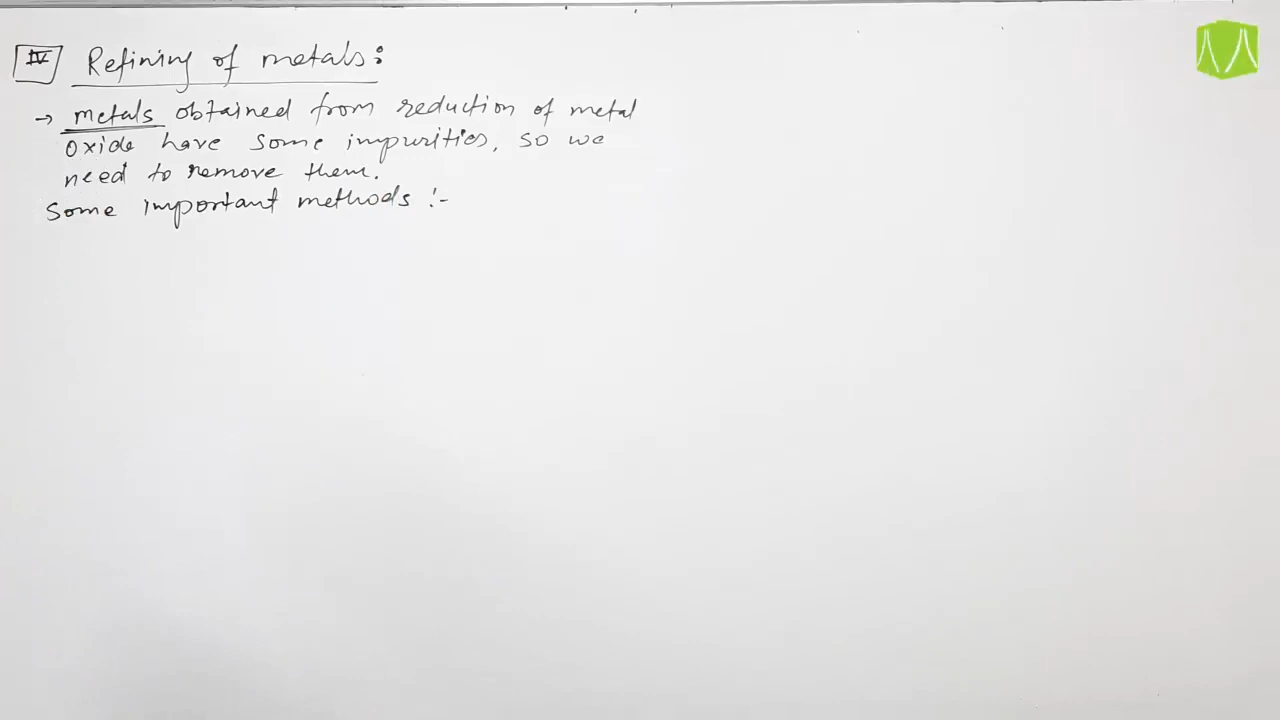 IV Refining of metals:
→ metals obtained from reduction of metal
oxide have some impurities, so we
need to remove them.
Some important methods :-